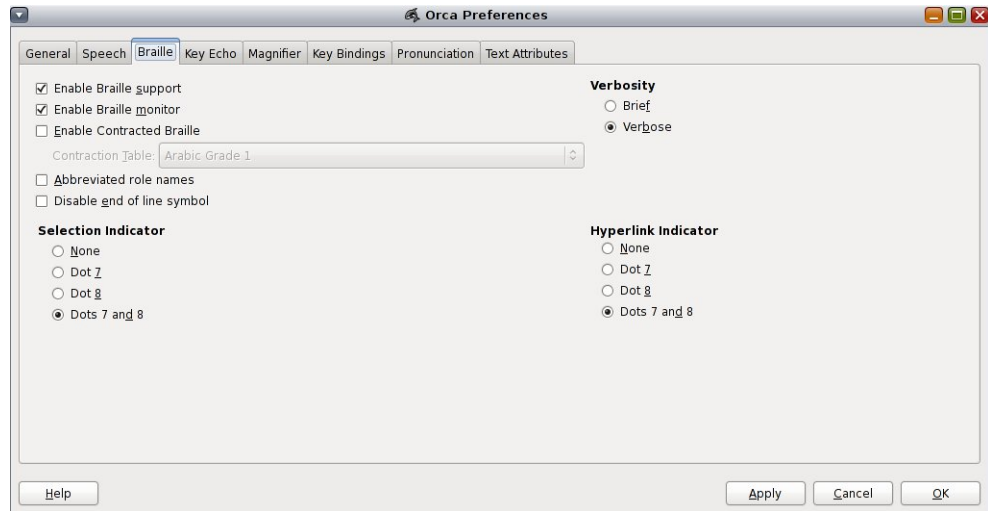 Orca Preferences
General Speech Braille Key Echo Magnifier Key Bindings Pronunciation Text Attributes
Enable Braille support
Enable Braille monitor
Enable Contracted Braille
Contraction Table: Arabic Grade 1
Abbreviated role names
Disable end of line symbol
Verbosity
Brief
Verbose
Selection Indicator
None
Dot 7
Dot 8
Dots 7 and 8
Hyperlink Indicator
None
Dot 7
Dot 8
Dots 7 and 8
Help Apply Cancel OK